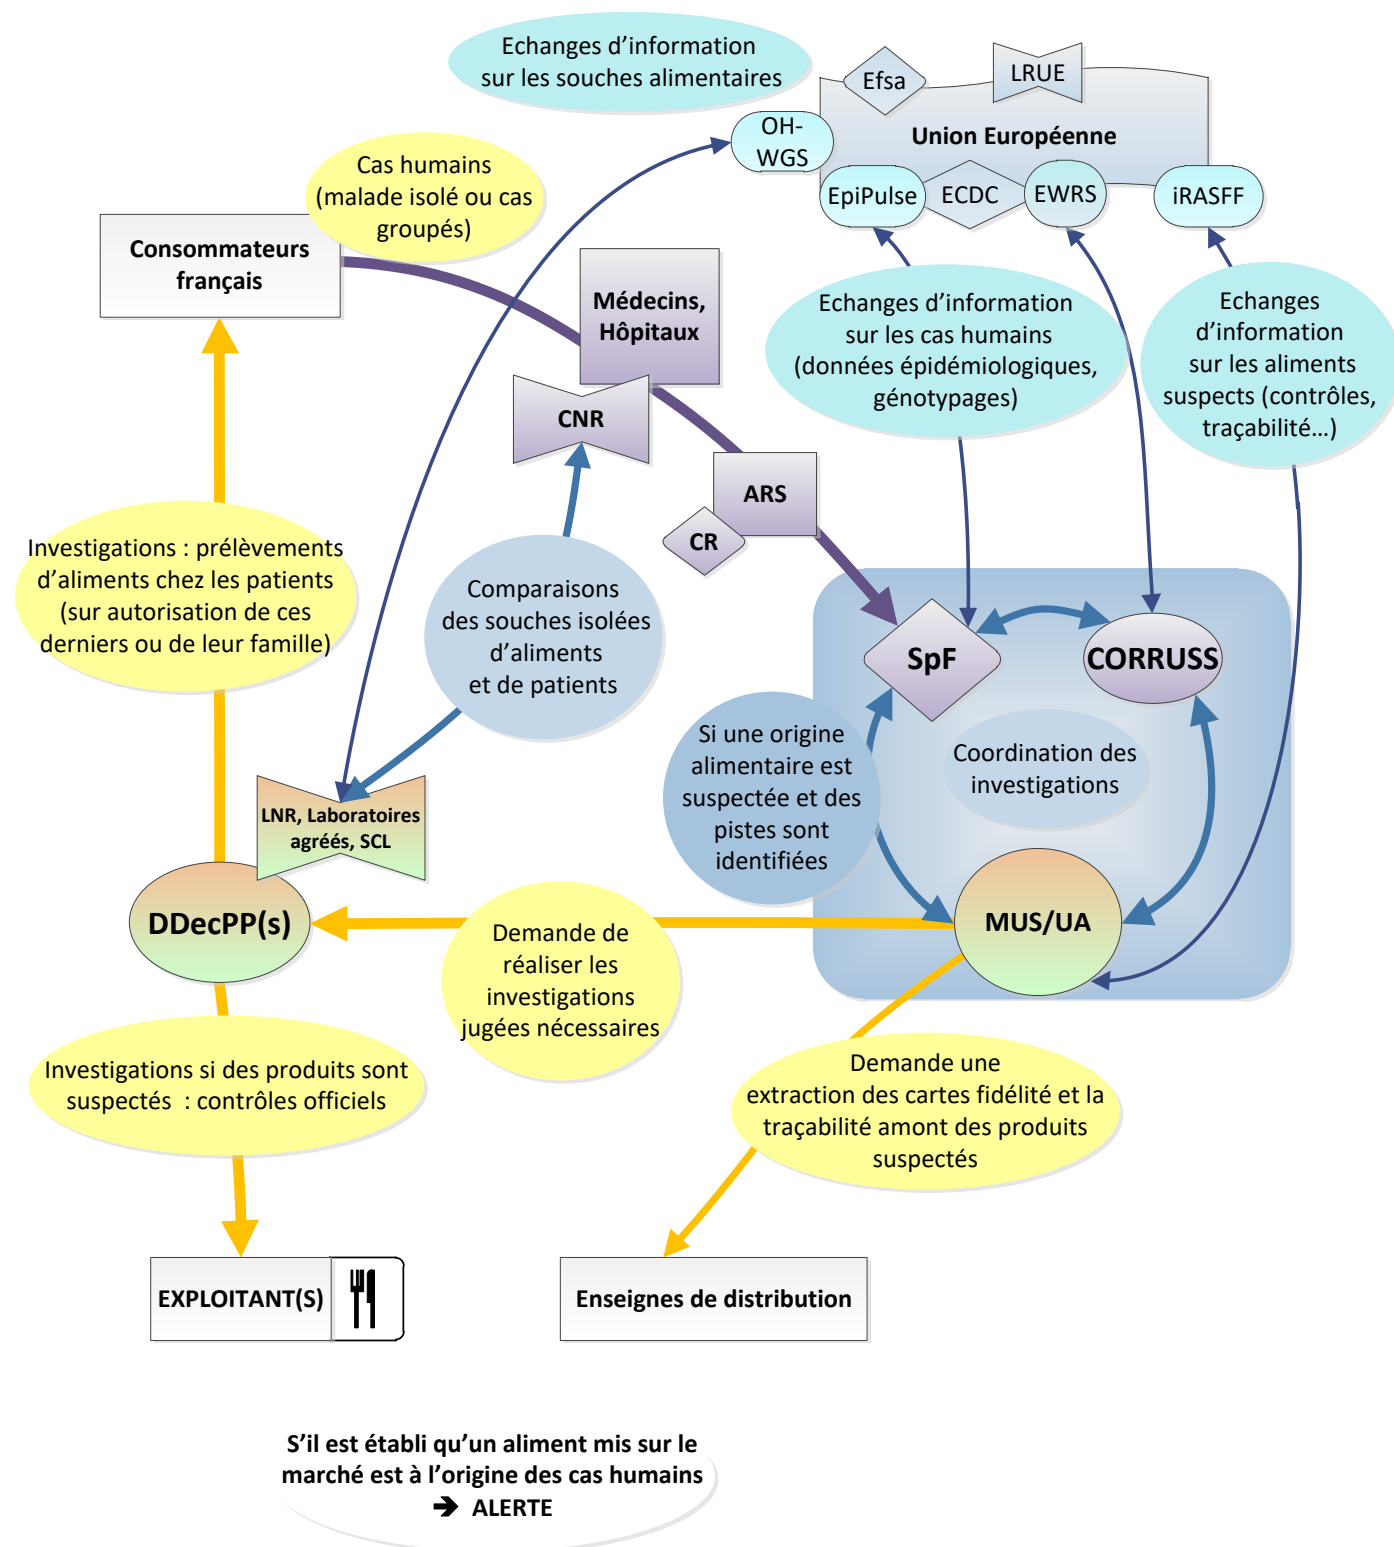 Echanges d’information
sur les souches alimentaires
Efsa
LRUE
Union Européenne
OH-
WGS
EpiPulse
ECDC
EWRS
iRASFF
Cas humains
(malade isolé ou cas
groupés)
Consommateurs
français
Médecins,
Hôpitaux
Echanges d’information
sur les cas humains
(données épidémiologiques,
génotypages)
Echanges
d’information
sur les aliments
suspects (contrôles,
traçabilité…)
CNR
ARS
CR
Investigations : prélèvements
d’aliments chez les patients
(sur autorisation de ces
derniers ou de leur famille)
Comparaisons
des souches isolées
d’aliments
et de patients
SpF
CORRUSS
Si une origine
alimentaire est
suspectée et des
pistes sont
identifiées
Coordination des
investigations
LNR, Laboratoires
agréés, SCL
DDecPP(s)
MUS/UA
Demande de
réaliser les
investigations
jugées nécessaires
Investigations si des produits sont
suspectés  : contrôles officiels
Demande une
extraction des cartes fidélité et la
traçabilité amont des produits
suspectés
EXPLOITANT(S)
Enseignes de distribution
S’il est établi qu’un aliment mis sur le
marché est à l’origine des cas humains
➔ ALERTE